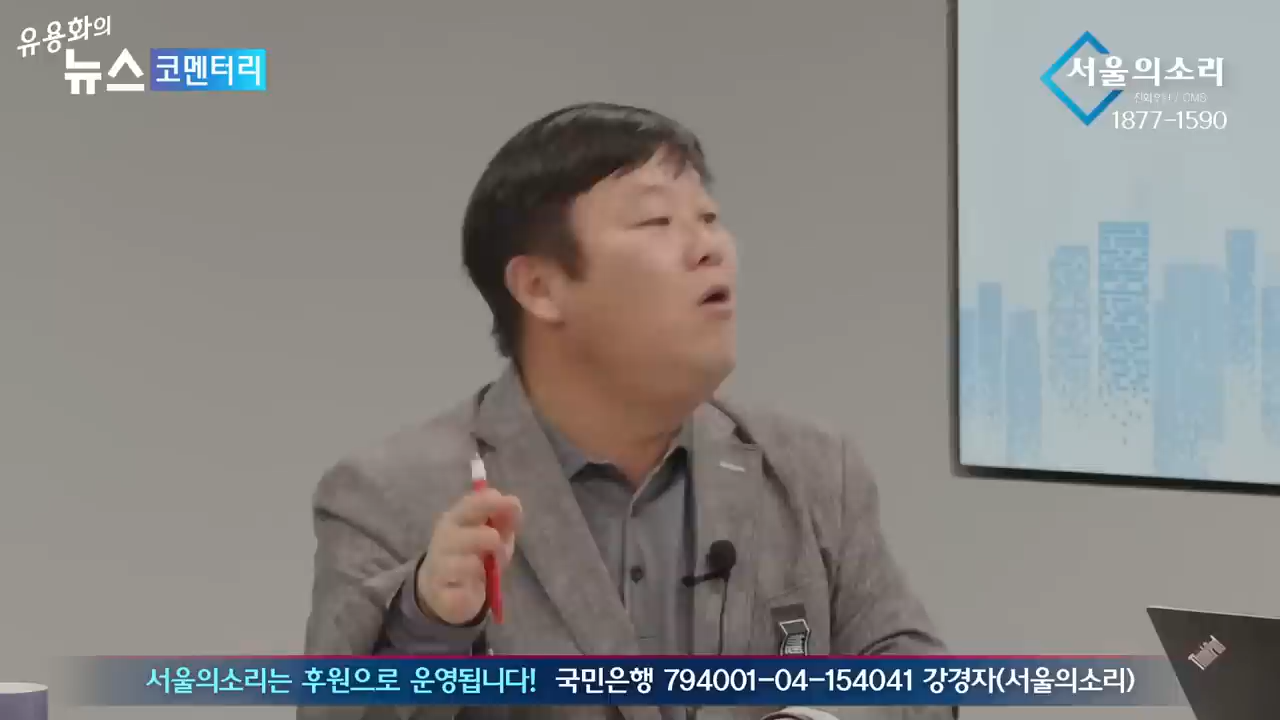 유용화의
뉴스 코멘터리
서울의소리
1877-1590
서울의소리는 후원으로 운영됩니다! 국민은행 794001-04-154041 강경자(서울의소리)